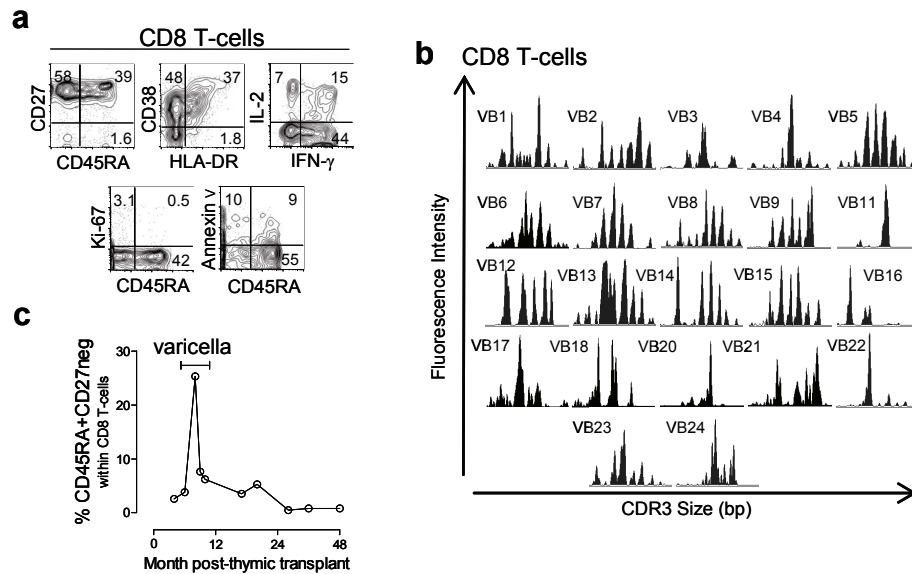 a
CD8 T-cells
58 39
1.6
CD27
CD45RA
48 37
1.8
CD38
HLA-DR
7 15
44
IL-2
IFN-γ
3.1 0.5
42
Ki-67
CD45RA
10 9
55
Annexin V
CD45RA
b CD8 T-cells
VB1 VB2 VB3 VB4 VB5
VB6 VB7 VB8 VB9 VB11
VB12 VB13 VB14 VB15 VB16
VB17 VB18 VB20 VB21 VB22
VB23 VB24
Fluorescence Intensity
CDR3 Size (bp)
c
varicella
% CD45RA+CD27neg
within CD8 T-cells
30
20
10
0
0 12 24 48
Month post-thymic transplant